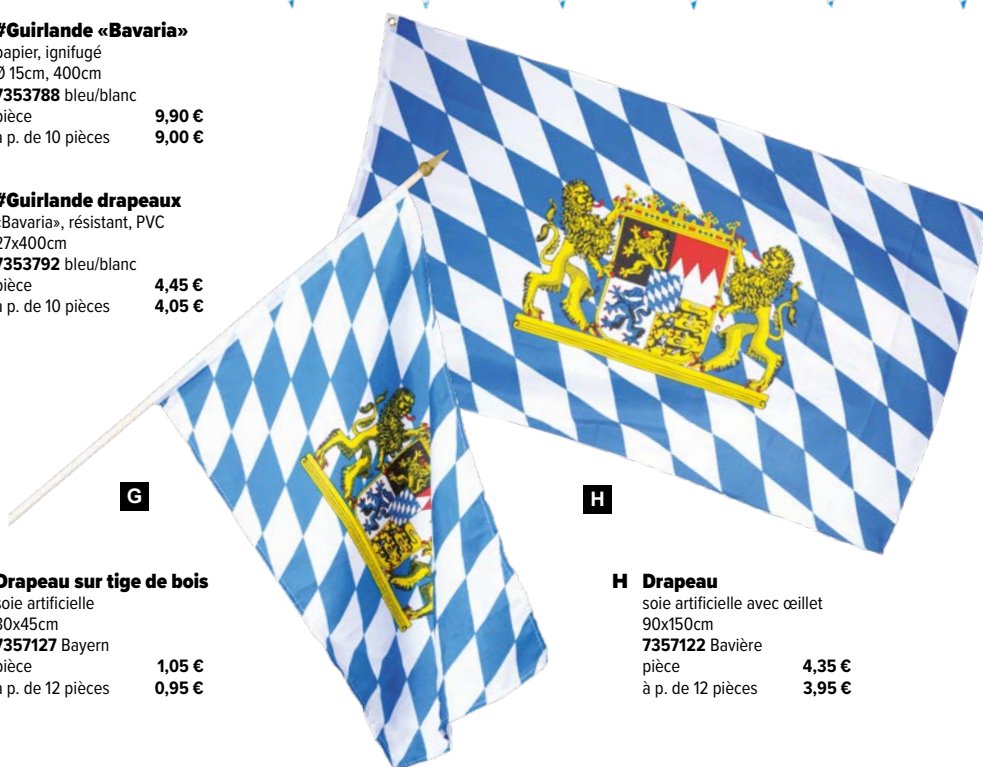 #Guirlande «Bavaria»
papier, ignifugé
Ø 15cm, 400cm
7353788 bleu/blanc
pièce 9,90 €
à p. de 10 pièces 9,00 €
#Guirlande drapeaux
«Bavaria», résistant, PVC
27x400cm
7353792 bleu/blanc
pièce 4,45 €
à p. de 10 pièces 4,05 €
G
H
Drapeau sur tige de bois
soie artificielle
30x45cm
7357127 Bayern
pièce 1,05 €
à p. de 12 pièces 0,95 €
H Drapeau
soie artificielle avec œillet
90x150cm
7357122 Bavière
pièce 4,35 €
à p. de 12 pièces 3,95 €